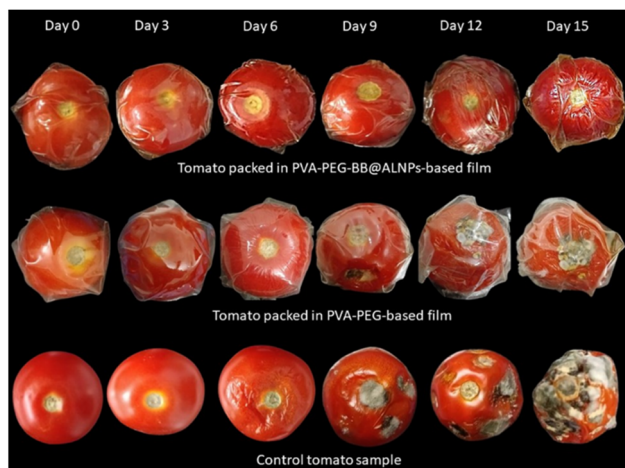 Day 0 Day 3 Day 6 Day 9 Day 12 Day 15
Tomato packed in PVA-PEG-BB@ALNPs-based film
Tomato packed in PVA-PEG-based film
Control tomato sample